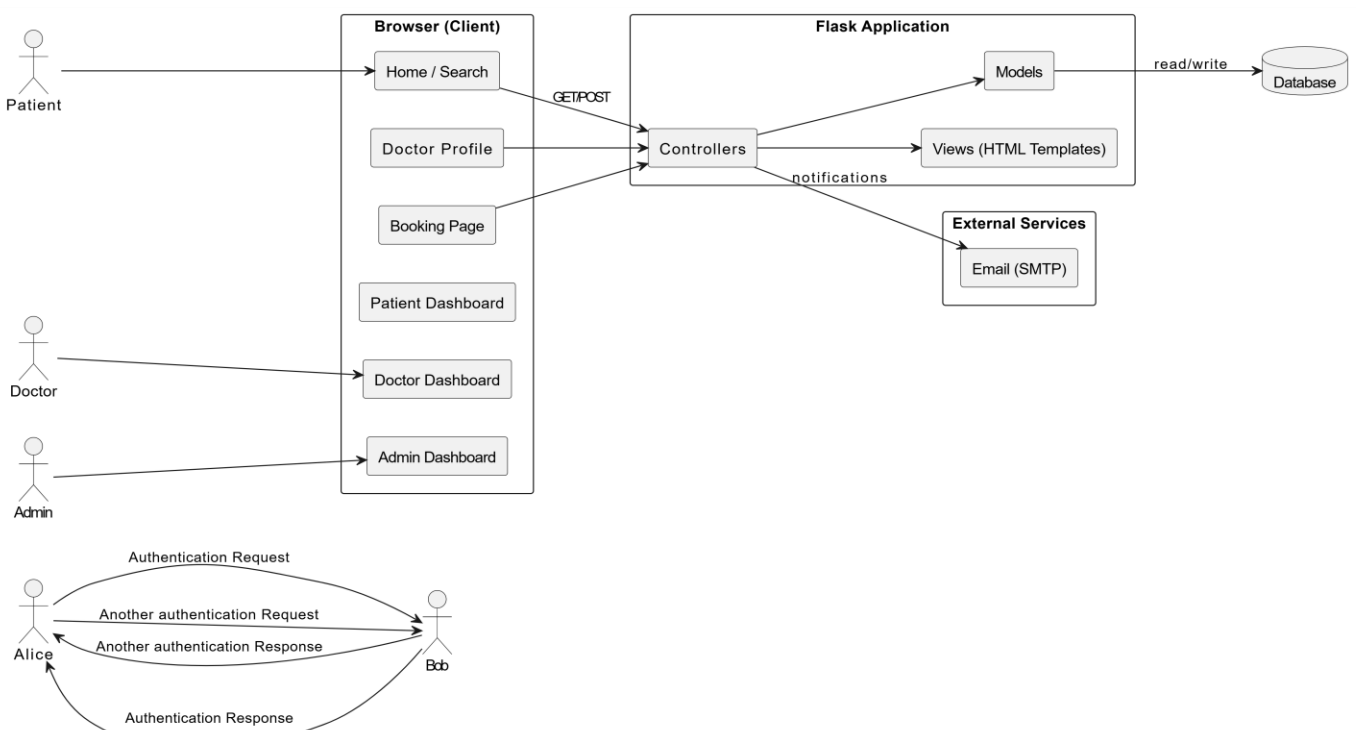 Browser (Client)
Flask Application
Patient
Home / Search
GET/POST
Models
read/write
Database
Doctor Profile
Controllers
Views (HTML Templates)
notifications
Booking Page
External Services
Email (SMTP)
Patient Dashboard
Doctor
Doctor Dashboard
Admin
Admin Dashboard
Authentication Request
Another authentication Request
Another authentication Response
Alice
Bob
Authentication Response